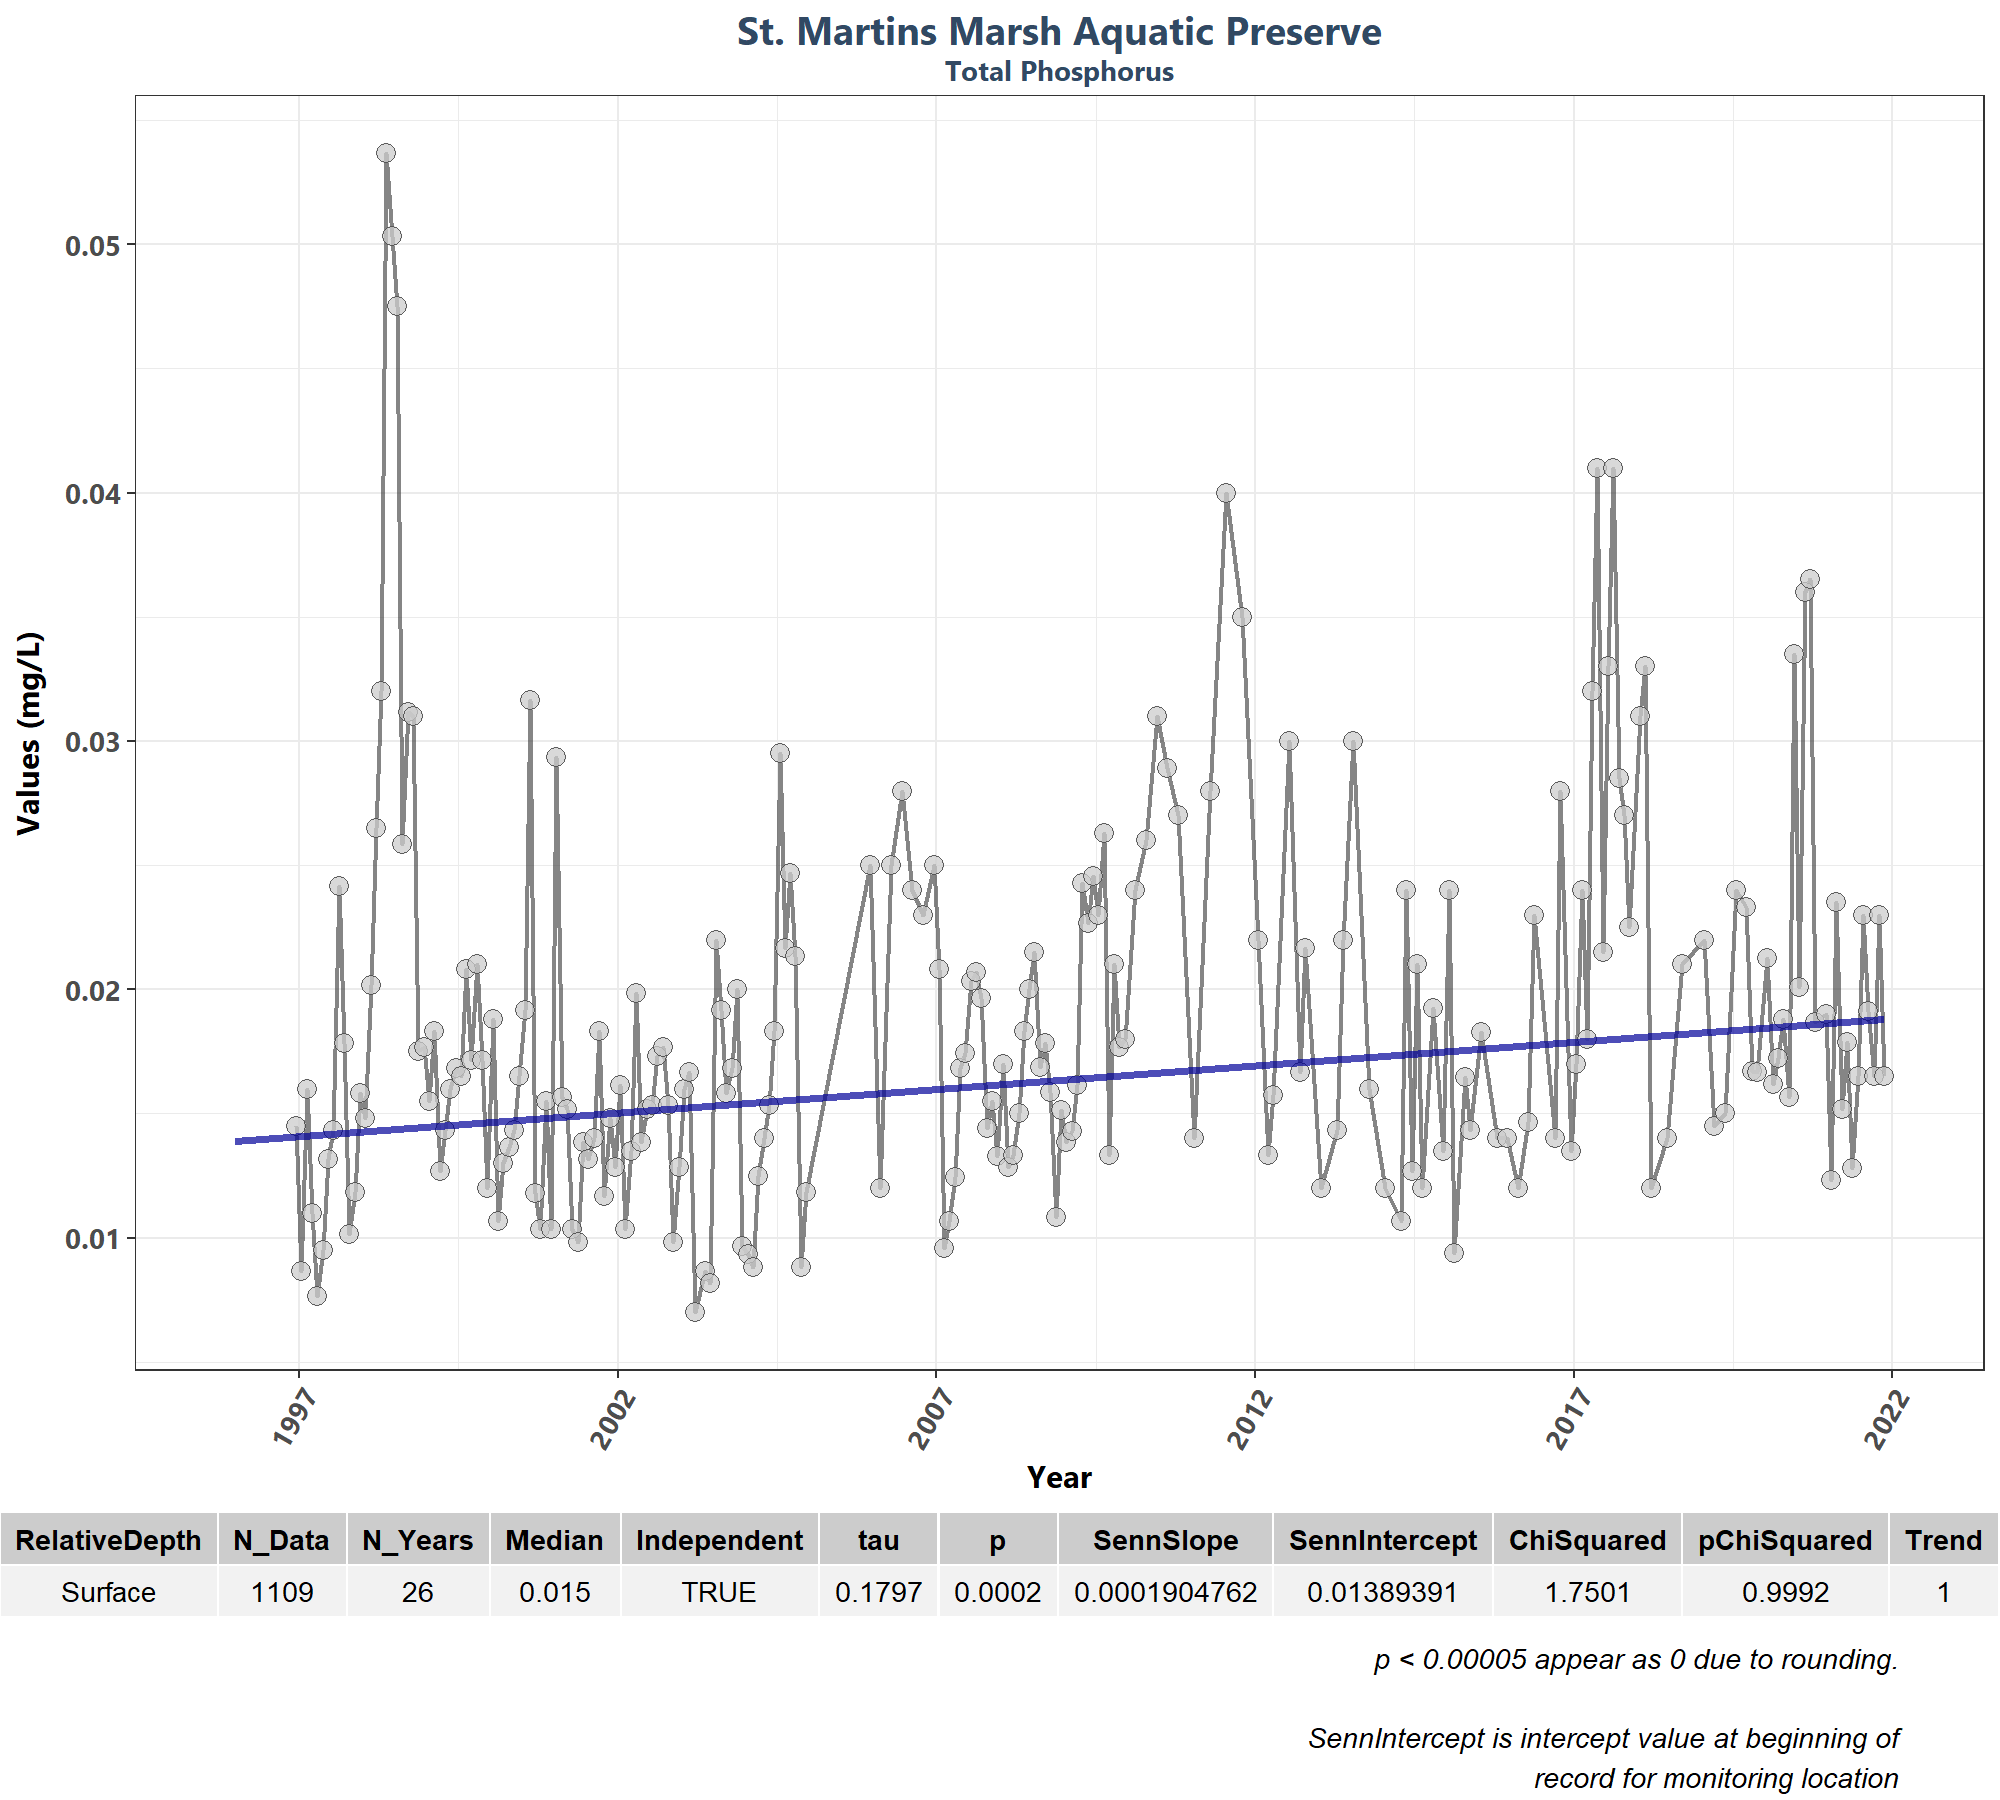 St. Martins Marsh Aquatic Preserve
Total Phosphorus
Values (mg/L)
0.05
0.04
0.03
0.02
0.01
1997 2002 2007 2012 2017 2022
Year
RelativeDepth N_Data N_Years Median Independent tau p SennSlope SennIntercept ChiSquared pChiSquared Trend
Surface 1109 26 0.015 TRUE 0.1797 0.0002 0.0001904762 0.01389391 1.7501 0.9992 1
p < 0.00005 appear as 0 due to rounding.
SennIntercept is intercept value at beginning of
record for monitoring location